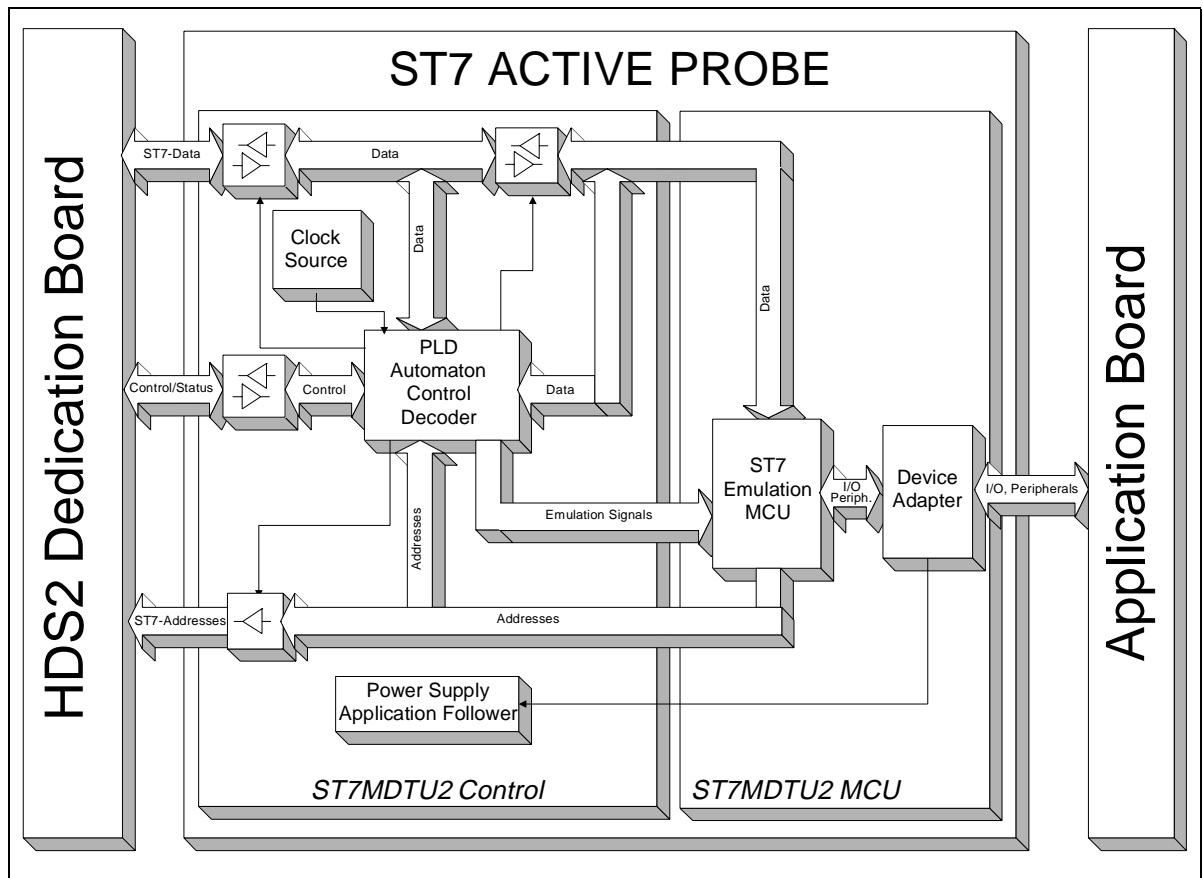 ST7 ACTIVE PROBE
HDS2 Dedication Board
Application Board
ST7-Data
Data
Clock
Source
Data
Data
PLD
Automaton
Control
Decoder
Control/Status
Control
Data
ST7
Emulation
MCU
I/O
Periph.
Device
Adapter
I/O, Peripherals
Emulation Signals
Addresses
ST7-Addresses
Addresses
Power Supply
Application Follower
ST7MDTU2 Control
ST7MDTU2 MCU